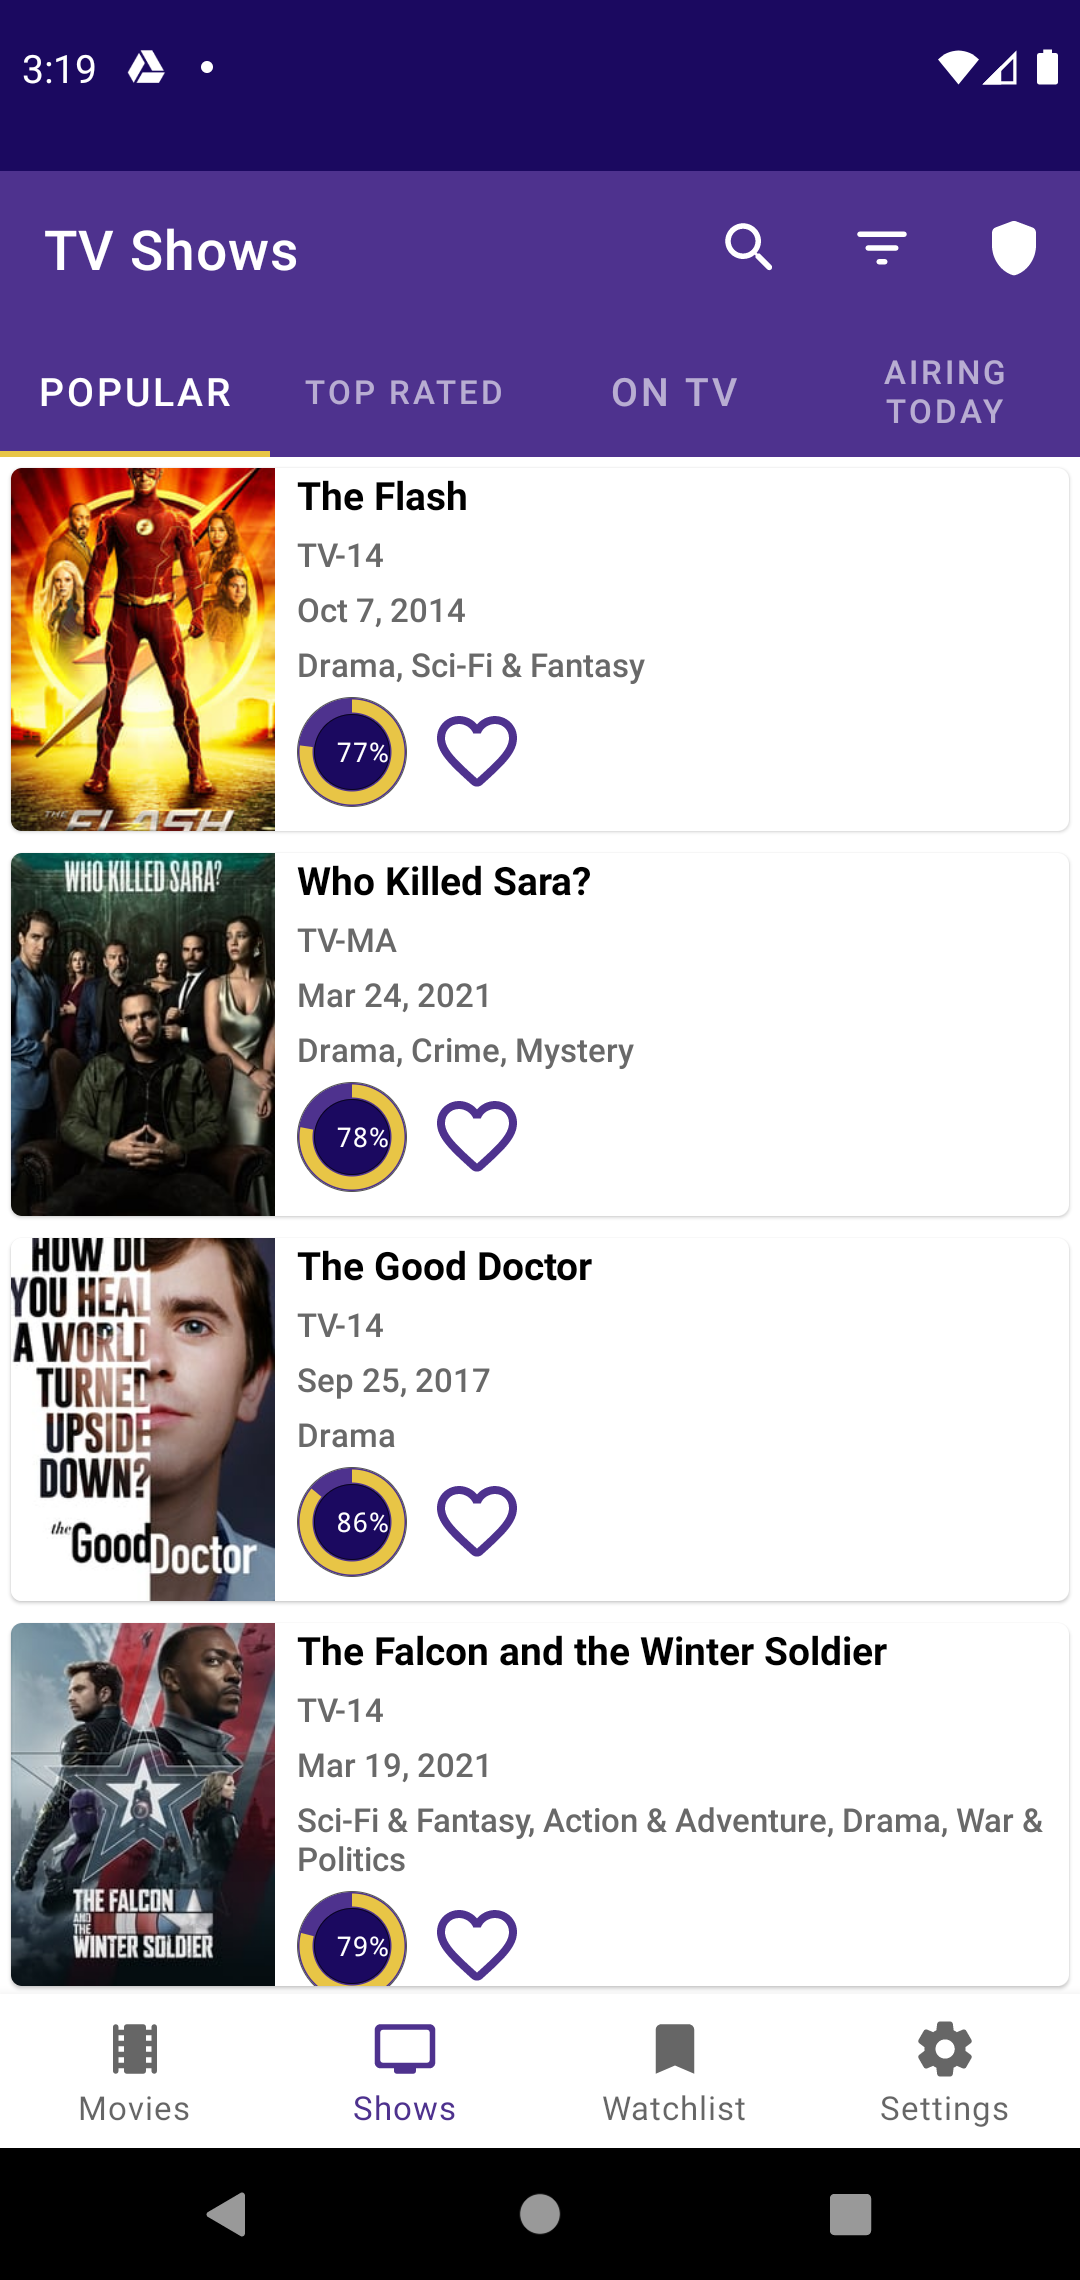 3:19
TV Shows
POPULAR
TOP RATED
ON TV
AIRING
TODAY
THE FLASH
The Flash
TV-14
Oct 7, 2014
Drama, Sci-Fi & Fantasy
77%
WHO KILLED SARA?
Who Killed Sara?
TV-MA
Mar 24, 2021
Drama, Crime, Mystery
78%
HOW DO
YOU HEAL
A WORLD
TURNED
UPSIDE
DOWN?
the Good Doctor
The Good Doctor
TV-14
Sep 25, 2017
Drama
86%
THE FALCON
AND THE
WINTER SOLDIER
The Falcon and the Winter Soldier
TV-14
Mar 19, 2021
Sci-Fi & Fantasy, Action & Adventure, Drama, War &
Politics
79%
Movies
Shows
Watchlist
Settings